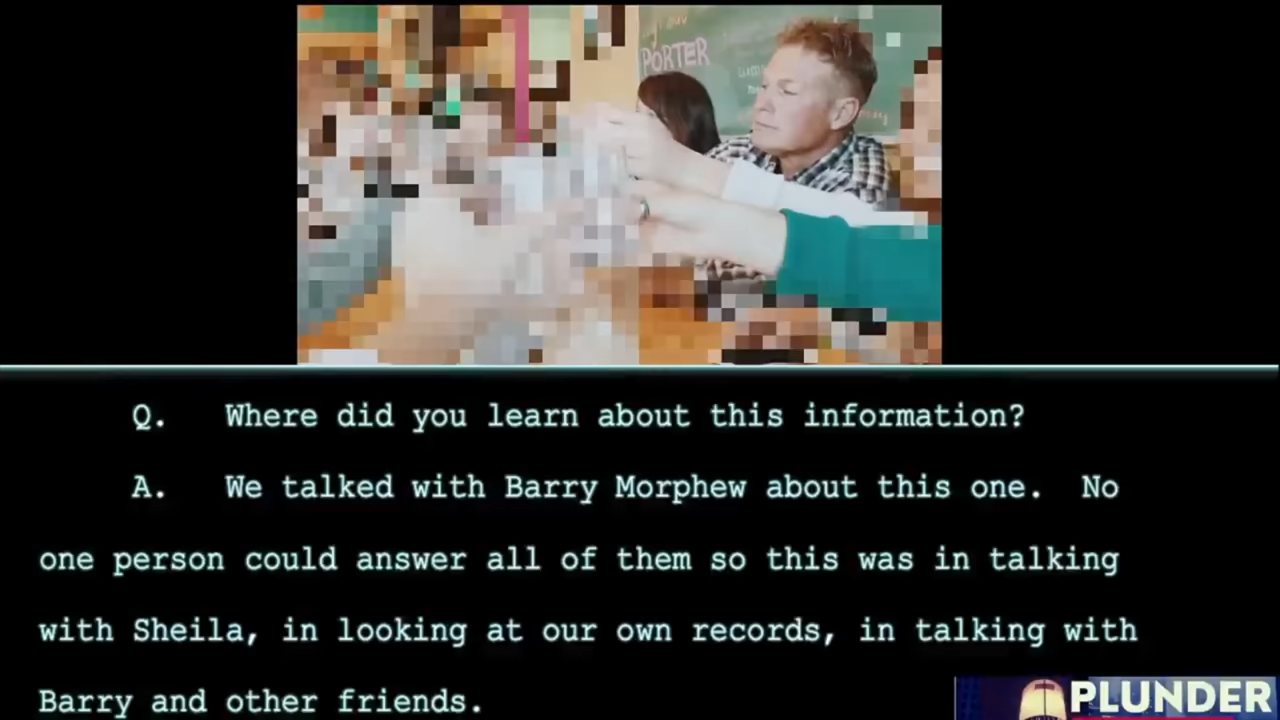 PORTER
Q. Where did you learn about this information?
A. We talked with Barry Morphew about this one. No
one person could answer all of them so this was in talking
with Sheila, in looking at our own records, in talking with
Barry and other friends.
PLUNDER